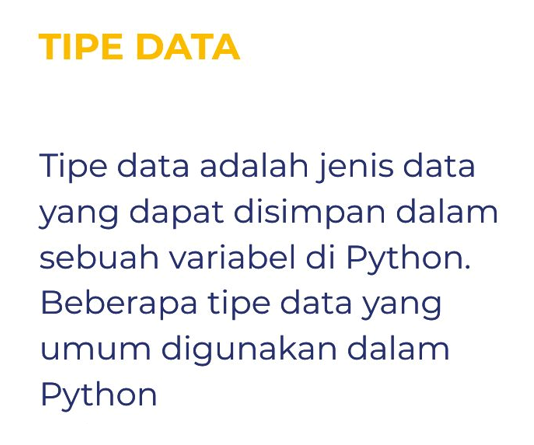 TIPE DATA
Tipe data adalah jenis data
yang dapat disimpan dalam
sebuah variabel di Python.
Beberapa tipe data yang
umum digunakan dalam
Python